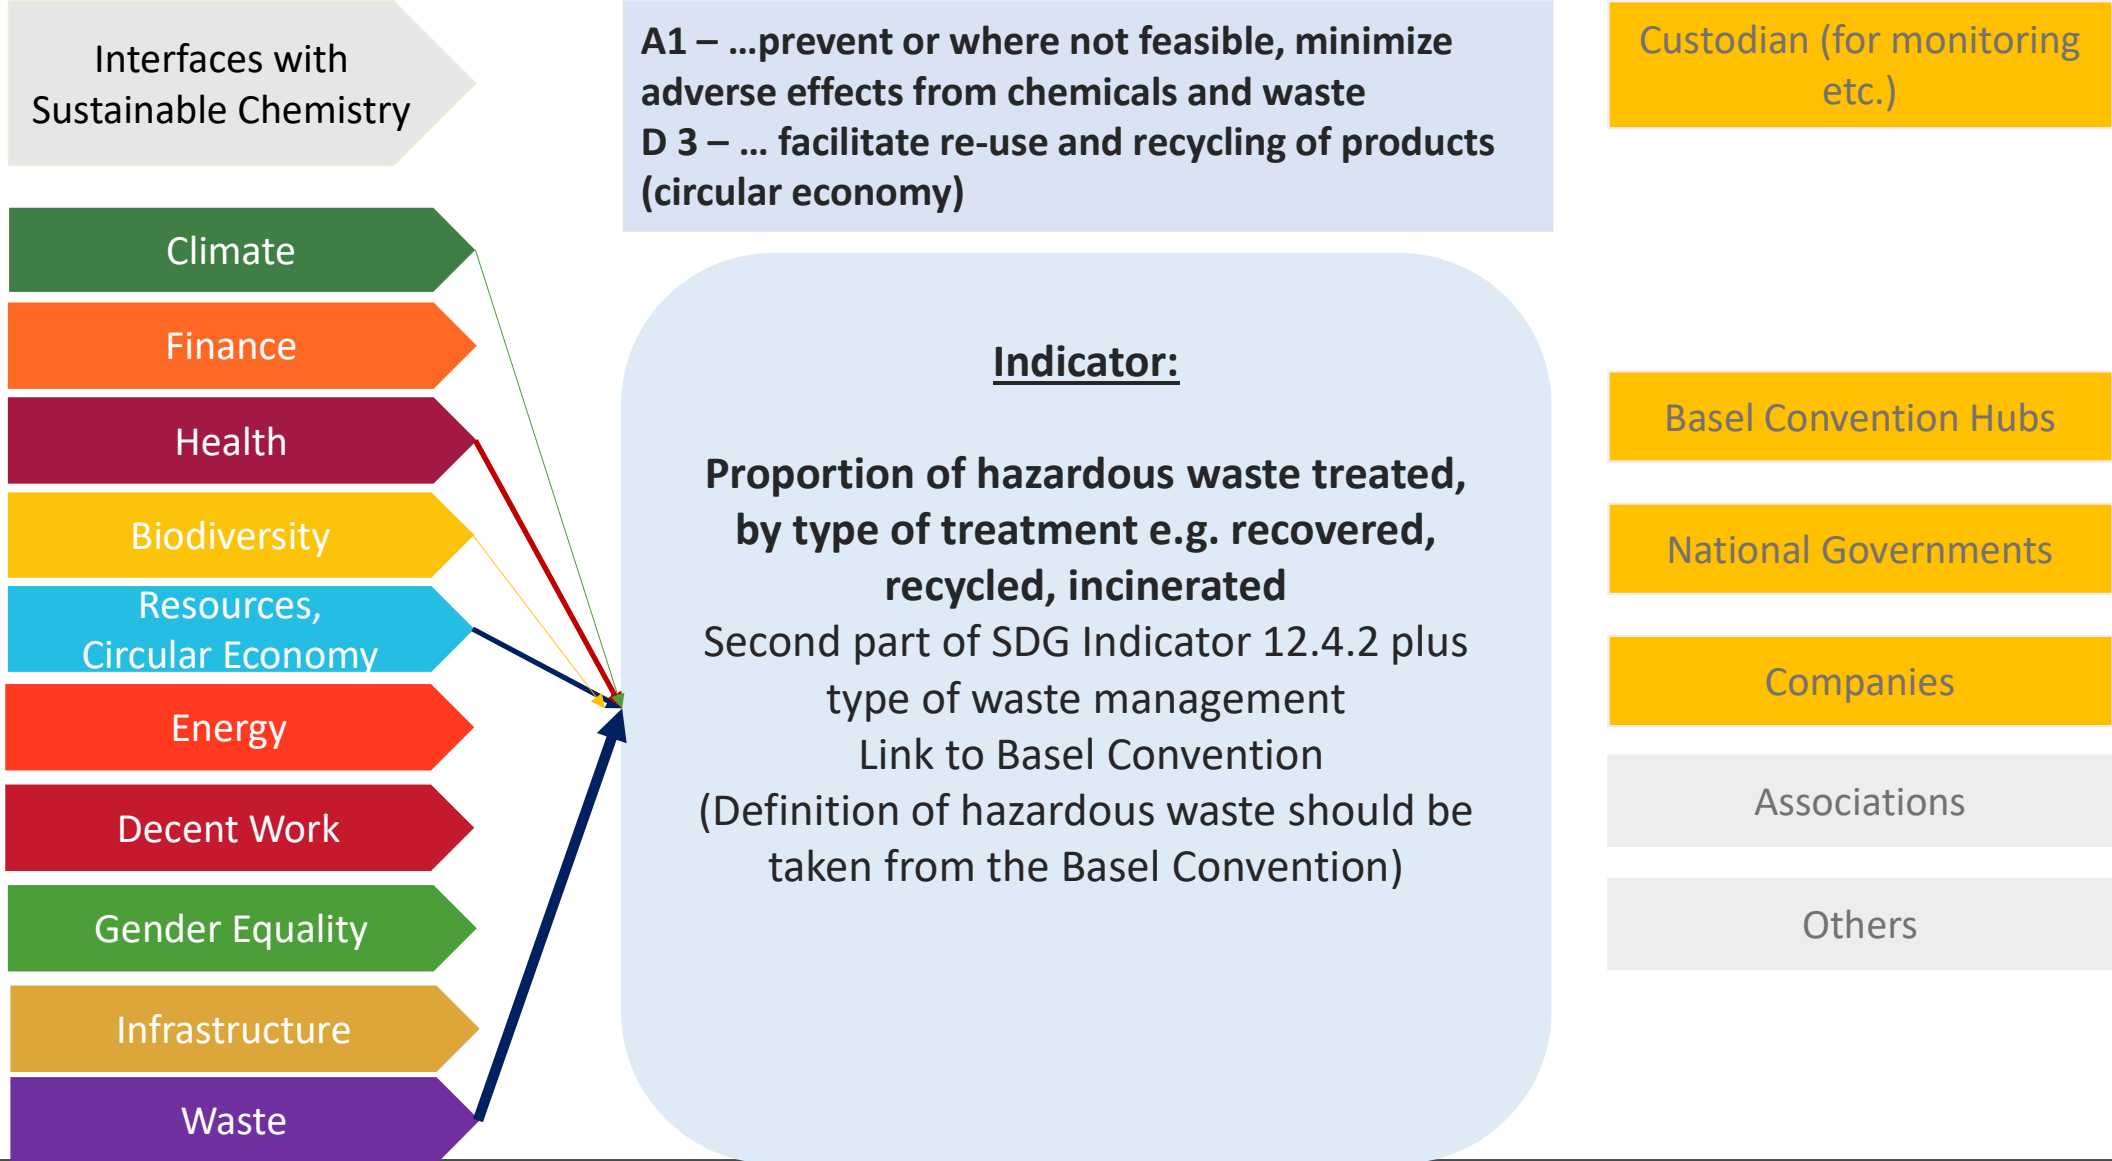 Interfaces with
Sustainable Chemistry
Climate
Finance
Health
Biodiversity
Resources,
Circular Economy
Energy
Decent Work
Gender Equality
Infrastructure
Waste
A1 – ...prevent or where not feasible, minimize
adverse effects from chemicals and waste
D 3 – ... facilitate re-use and recycling of products
(circular economy)
Indicator:
Proportion of hazardous waste treated,
by type of treatment e.g. recovered,
recycled, incinerated
Second part of SDG Indicator 12.4.2 plus
type of waste management
Link to Basel Convention
(Definition of hazardous waste should be
taken from the Basel Convention)
Custodian (for monitoring
etc.)
Basel Convention Hubs
National Governments
Companies
Associations
Others